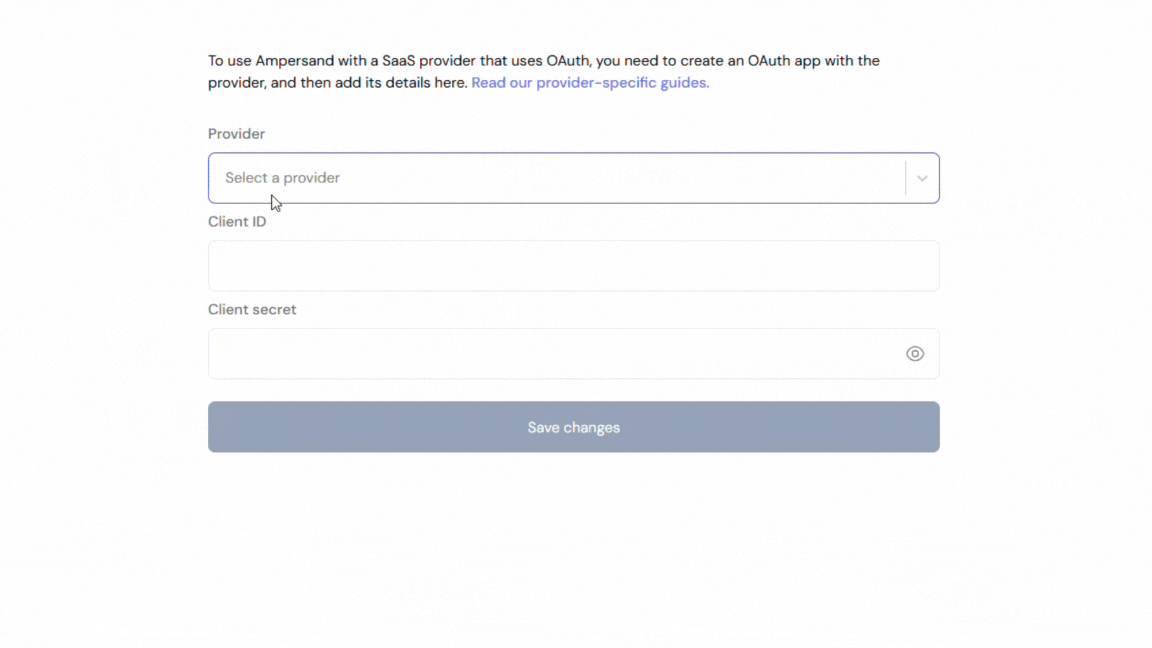 To use Ampersand with a SaaS provider that uses OAuth, you need to create an OAuth app with the
provider, and then add its details here. Read our provider-specific guides.
Provider
Select a provider
Client ID
Client secret
Save changes